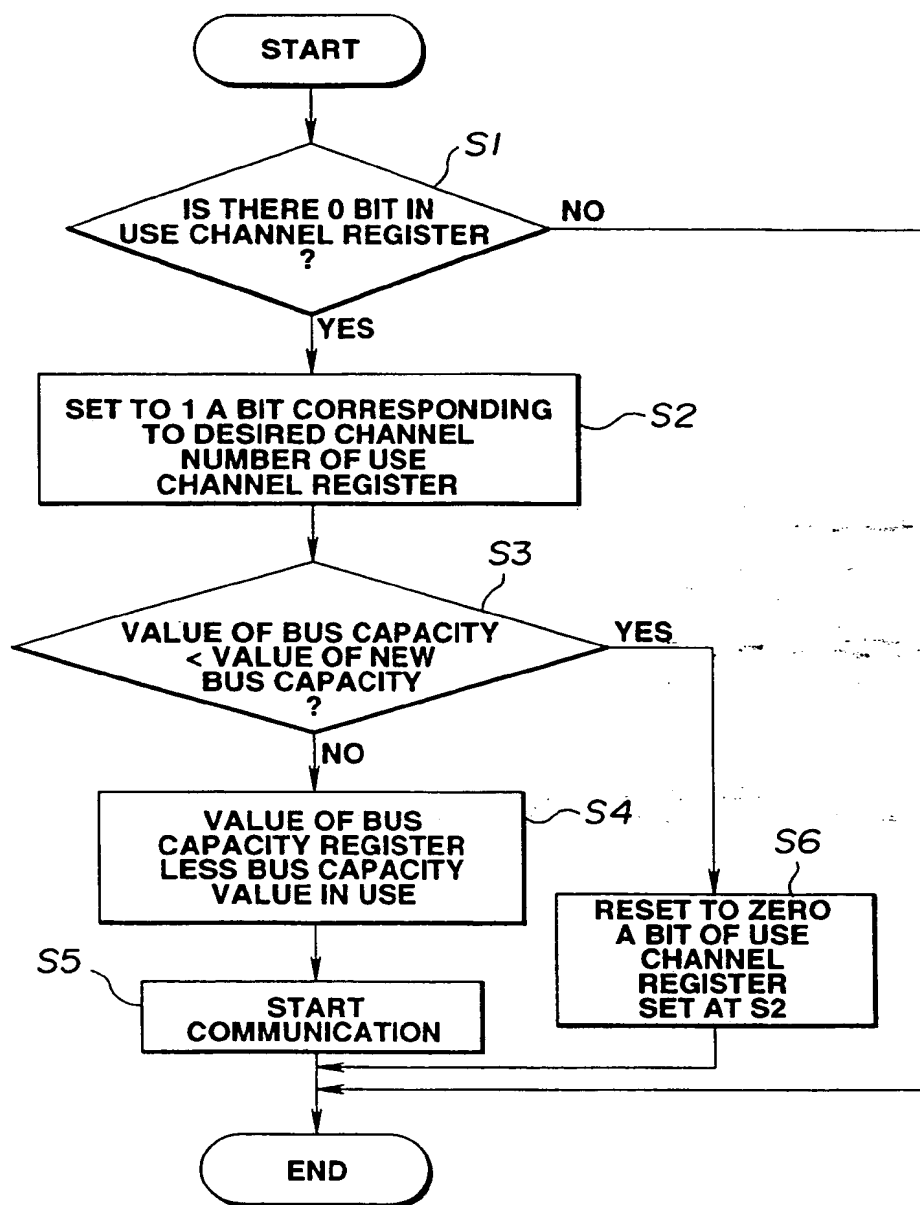 START
S1
IS THERE 0 BIT IN
USE CHANNEL REGISTER
?
NO
YES
SET TO 1 A BIT CORRESPONDING
TO DESIRED CHANNEL
NUMBER OF USE
CHANNEL REGISTER
S2
S3
VALUE OF BUS CAPACITY
< VALUE OF NEW
BUS CAPACITY
?
YES
NO
VALUE OF BUS
CAPACITY REGISTER
LESS BUS CAPACITY
VALUE IN USE
S4
S6
RESET TO ZERO
A BIT OF USE
CHANNEL
REGISTER
SET AT S2
S5
START
COMMUNICATION
END